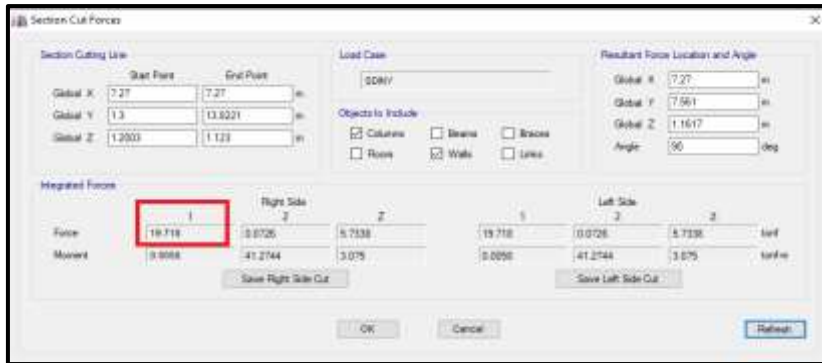 Section Cut Forces
Section Cutting Line
Load Case
Resultant Force Location and Angle
Start Point End Point
Global X 7.27 7.27 m
Global Y 1.3 13.8221 m
Global Z 1.2003 1.123 m
SDNIY
Global X 7.27 m
Global Y 7.561 m
Global Z 1.1617 m
Angle 90 deg
Objects to Include
Columns Beams Braces
Floors Walls Links
Integrated Forces
Right Side Left Side
1 2 Z 1 2 Z
Force 19.718 0.0726 5.7338 19.718 0.0726 5.7338 tonf
Moment 41.2744 3.075 41.2744 3.075 tonf-m
Save Right Side Cut Save Left Side Cut
OK Cancel Refresh